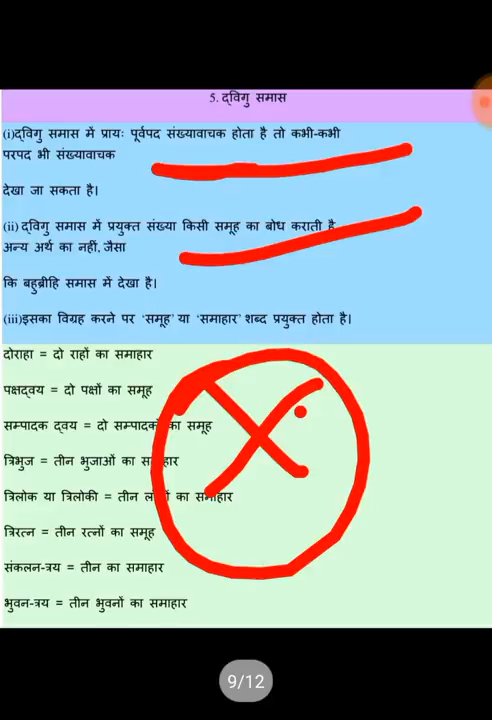 5. द्विगु समास
(i)द्विगु समास में प्रायः पूर्वपद संख्यावाचक होता है तो कभी-कभी
परपद भी संख्यावाचक
देखा जा सकता है।
(ii) द्विगु समास में प्रयुक्त संख्या किसी समूह का बोध कराती है
अन्य अर्थ का नहीं, जैसा
कि बहुब्रीहि समास में देखा है।
(iii)इसका विग्रह करने पर 'समूह' या 'समाहार' शब्द प्रयुक्त होता है।
दोराहा = दो राहों का समाहार
पक्षद्वय = दो पक्षों का समूह
सम्पादक द्वय = दो सम्पादकों का समूह
त्रिभुज = तीन भुजाओं का समाहार
त्रिलोक या त्रिलोकी = तीन लोकों का समाहार
त्रिरत्न = तीन रत्नों का समूह
संकलन-त्रय = तीन का समाहार
भुवन-त्रय = तीन भुवनों का समाहार
9/12